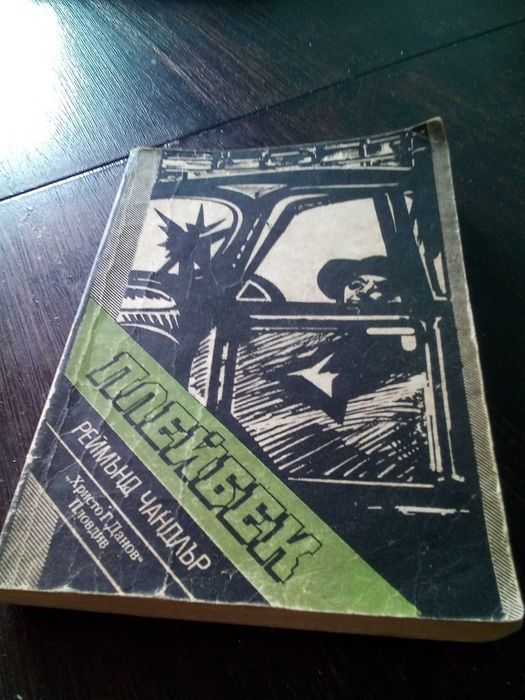 ПЛЕЙБЕК
РЕЙМЪНД ЧАНДЛЪР
„Христо Г. Данов“
Пловдив